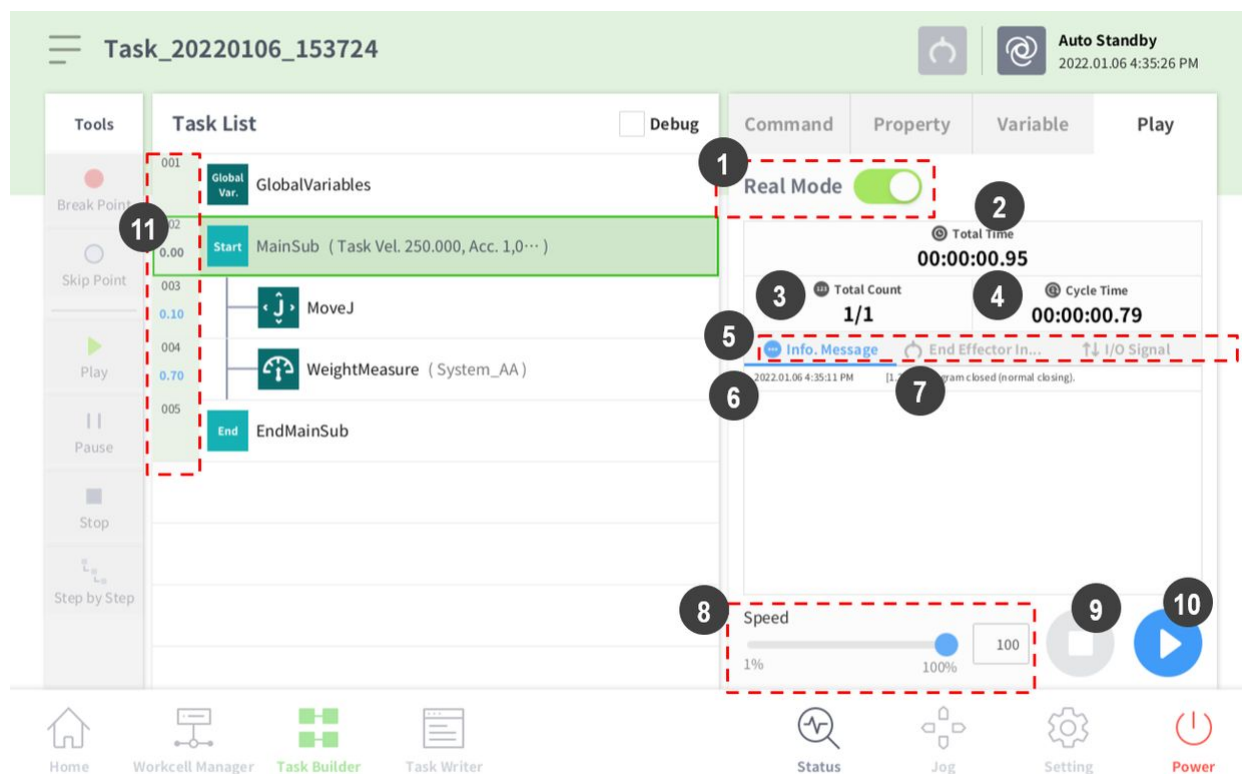 Task_20220106_153724
Auto Standby
2022.01.06 4:35:26 PM
Tools
Task List
Debug
Command
Property
Variable
Play
Break Point
Skip Point
Play
Pause
Stop
Step by Step
11
001
Global
Var.
GlobalVariables
02
0.00
Start
MainSub ( Task Vel. 250.000, Acc. 1,0··· )
003
0.10
J
MoveJ
004
0.70
WeightMeasure ( System_AA )
005
End
EndMainSub
1
Real Mode
2
Total Time
00:00:00.95
3
123
Total Count
1/1
4
Cycle Time
00:00:00.79
5
Info. Message
End Effector In...
I/O Signal
6
2022.01.06 4:35:11 PM
7
closed (normal closing).
8
Speed
1%
100%
100
9
10
Home
Workcell Manager
Task Builder
Task Writer
Status
Jog
Setting
Power